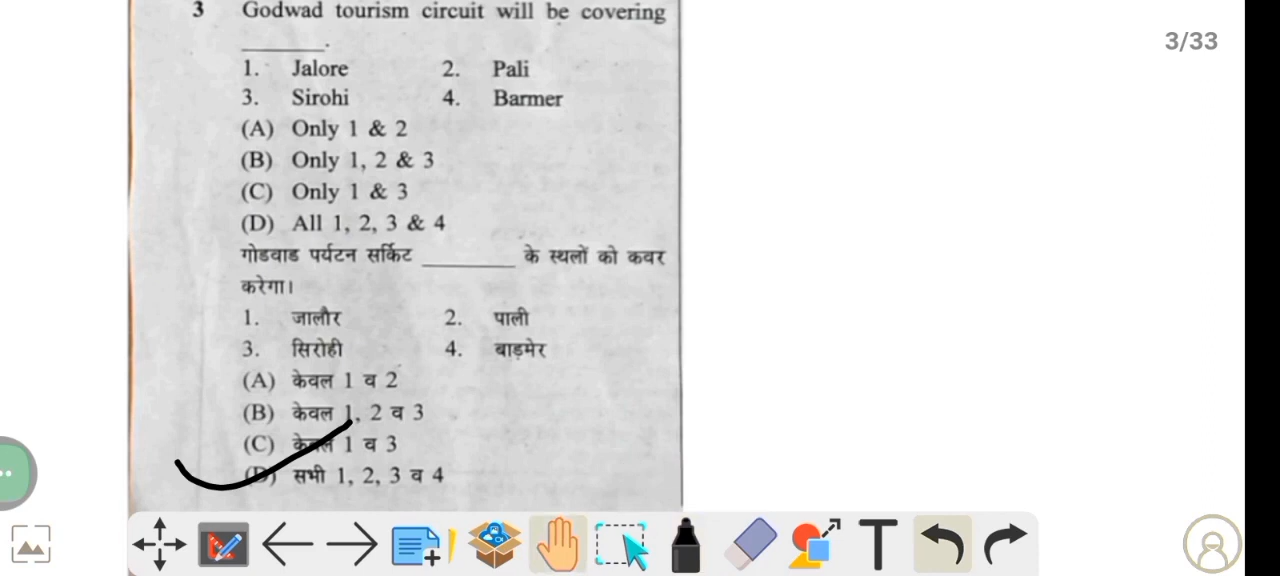 3 Godwad tourism circuit will be covering
________.
1. Jalore 2. Pali
3. Sirohi 4. Barmer
(A) Only 1 & 2
(B) Only 1, 2 & 3
(C) Only 1 & 3
(D) All 1, 2, 3 & 4
गोडवाड पर्यटन सर्किट ________ के स्थलों को कवर
करेगा।
1. जालौर 2. पाली
3. सिरोही 4. बाड़मेर
(A) केवल 1 व 2
(B) केवल 1, 2 व 3
(C) केवल 1 व 3
(D) सभी 1, 2, 3 व 4
3/33
T